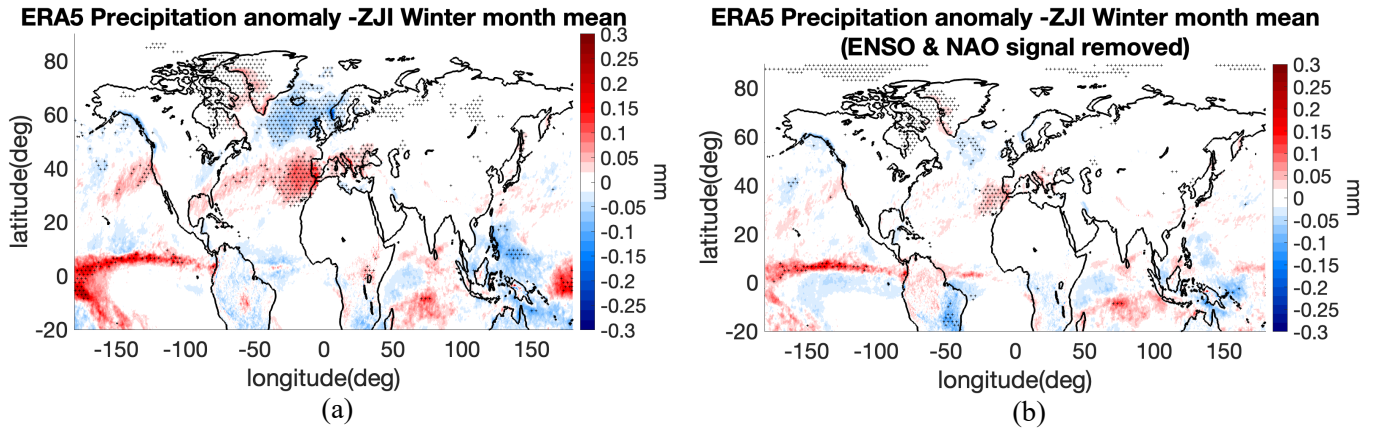 ERA5 Precipitation anomaly -ZJI Winter month mean
80
60
40
20
0
-20
latitude(deg)
-150 -100 -50 0 50 100 150
longitude(deg)
0.3
0.25
0.2
0.15
0.1
0.05
0
-0.05
-0.1
-0.15
-0.2
-0.25
-0.3
mm
(a)
ERA5 Precipitation anomaly -ZJI Winter month mean
(ENSO & NAO signal removed)
80
60
40
20
0
-20
latitude(deg)
-150 -100 -50 0 50 100 150
longitude(deg)
0.3
0.25
0.2
0.15
0.1
0.05
0
-0.05
-0.1
-0.15
-0.2
-0.25
-0.3
mm
(b)